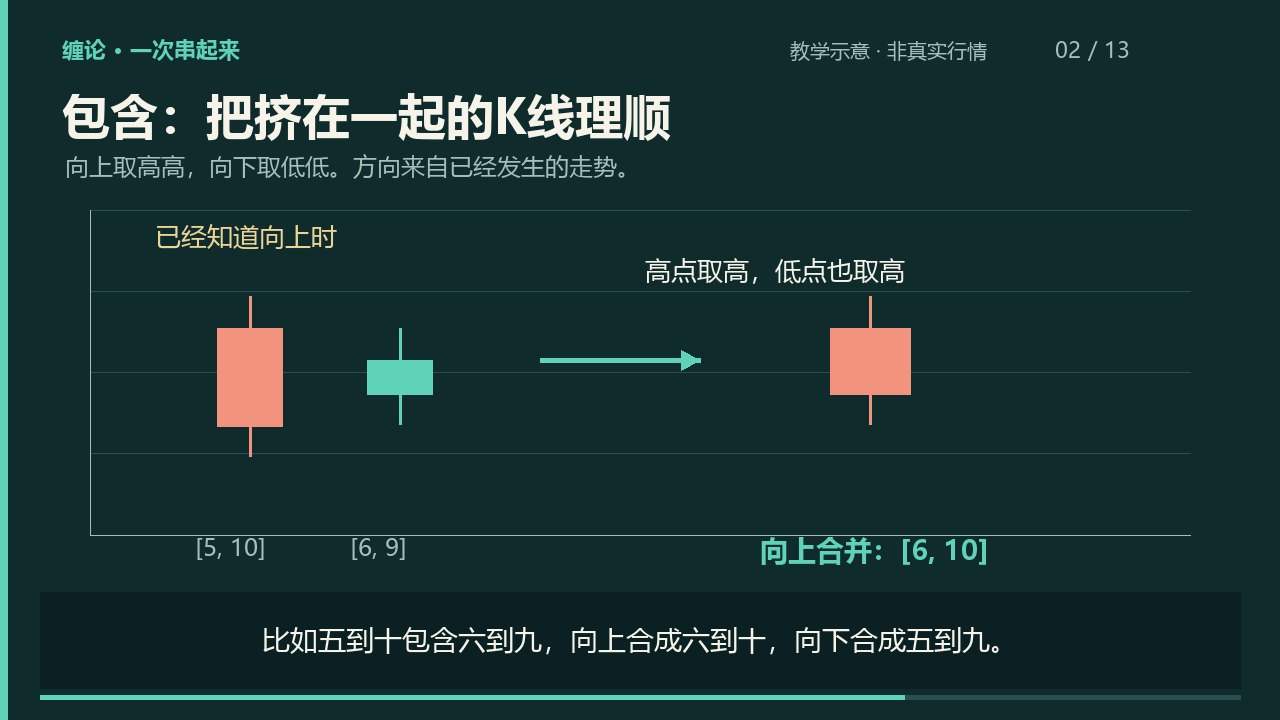 缠论·一次串起来
教学示意·非真实行情
02 / 13
包含：把挤在一起的K线理顺
向上取高高，向下取低低。方向来自已经发生的走势。
已经知道向上时
高点取高，低点也取高
[5, 10]
[6, 9]
向上合并：[6, 10]
比如五到十包含六到九，向上合成六到十，向下合成五到九。